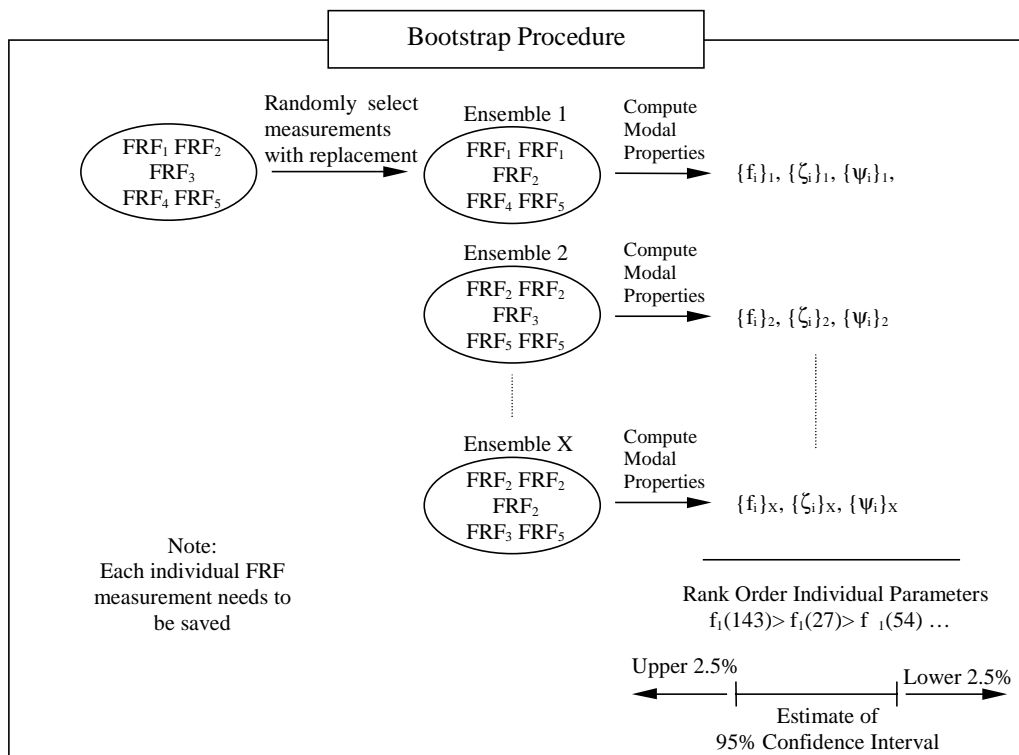 Bootstrap Procedure
Randomly select
measurements
with replacement
FRF₁ FRF₂
FRF₃
FRF₄ FRF₅
Ensemble 1
FRF₁ FRF₁
FRF₂
FRF₄ FRF₅
Compute
Modal
Properties
{fᵢ}₁, {ζᵢ}₁, {ψᵢ}₁,
Ensemble 2
FRF₂ FRF₂
FRF₃
FRF₅ FRF₅
Compute
Modal
Properties
{fᵢ}₂, {ζᵢ}₂, {ψᵢ}₂
Ensemble X
FRF₂ FRF₂
FRF₂
FRF₃ FRF₅
Compute
Modal
Properties
{fᵢ}X, {ζᵢ}X, {ψᵢ}X
Note:
Each individual FRF
measurement needs to
be saved
Rank Order Individual Parameters
f₁(143)> f₁(27)> f ₁(54) …
Upper 2.5%
Lower 2.5%
Estimate of
95% Confidence Interval